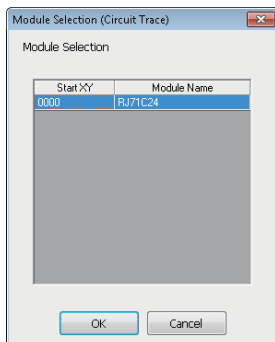 Module Selection (Circuit Trace)
Module Selection
Start XY Module Name
0000 RJ71C24
OK Cancel